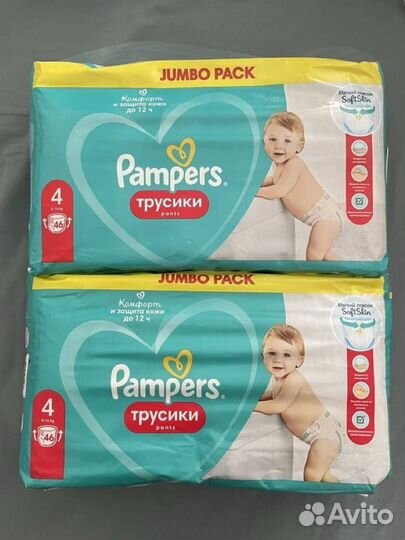 JUMBO PACK
Комфорт
и защита кожи
до 12 ч
Мягкий поясок
SoftSkin
Pampers
трусики
pants
4
46
JUMBO PACK
Комфорт
и защита кожи
до 12 ч
Мягкий поясок
SoftSkin
Pampers
трусики
pants
4
46
Avito